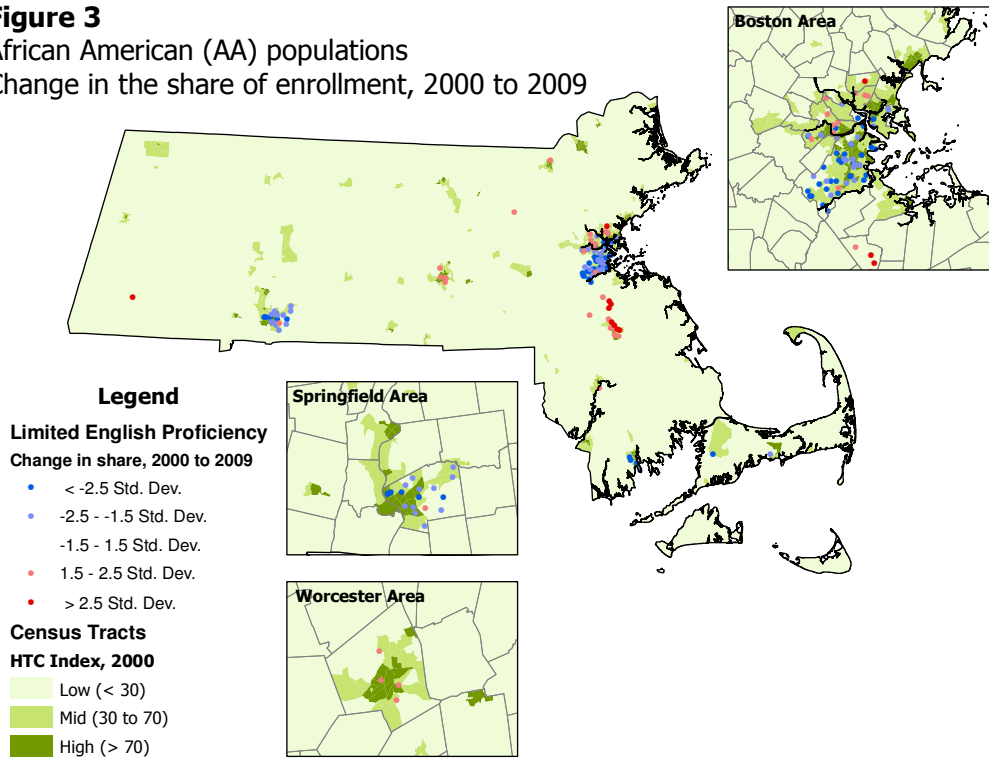 Figure 3
African American (AA) populations
Change in the share of enrollment, 2000 to 2009
Boston Area
Springfield Area
Worcester Area
Legend
Limited English Proficiency
Change in share, 2000 to 2009
< -2.5 Std. Dev.
-2.5 - -1.5 Std. Dev.
-1.5 - 1.5 Std. Dev.
1.5 - 2.5 Std. Dev.
> 2.5 Std. Dev.
Census Tracts
HTC Index, 2000
Low (< 30)
Mid (30 to 70)
High (> 70)